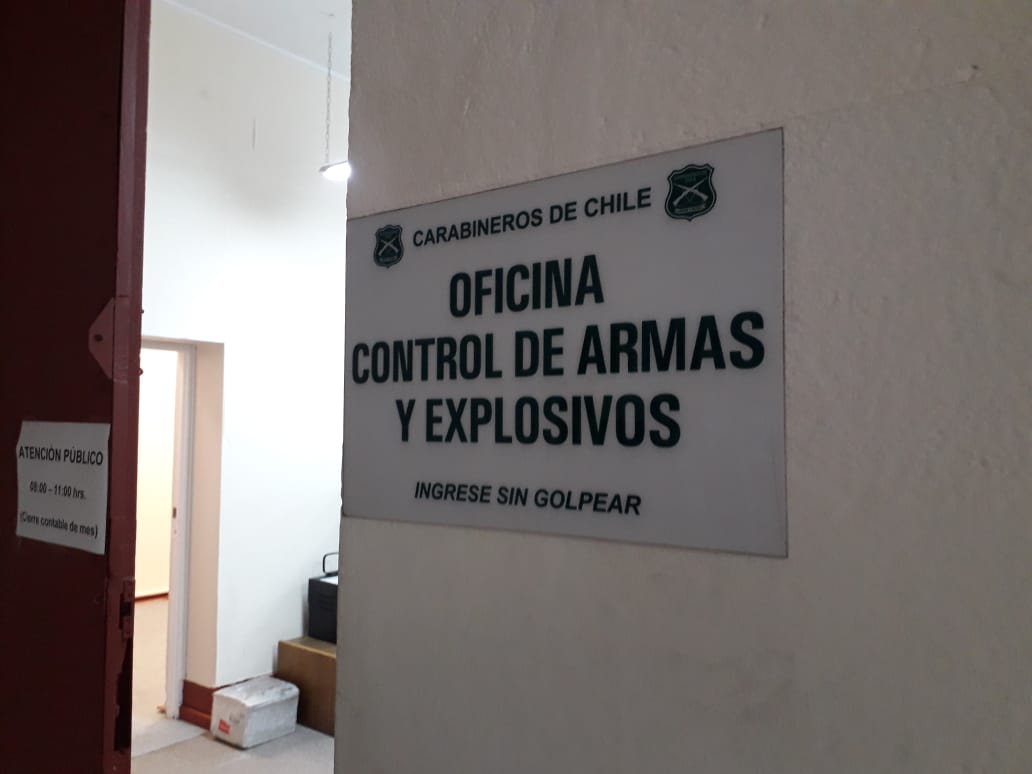 CARABINEROS DE CHILE
OFICINA
CONTROL DE ARMAS
Y EXPLOSIVOS
INGRESE SIN GOLPEAR
ATENCIÓN PÚBLICO
08:00 – 11:00 hrs.
(Cierre contable de mes)